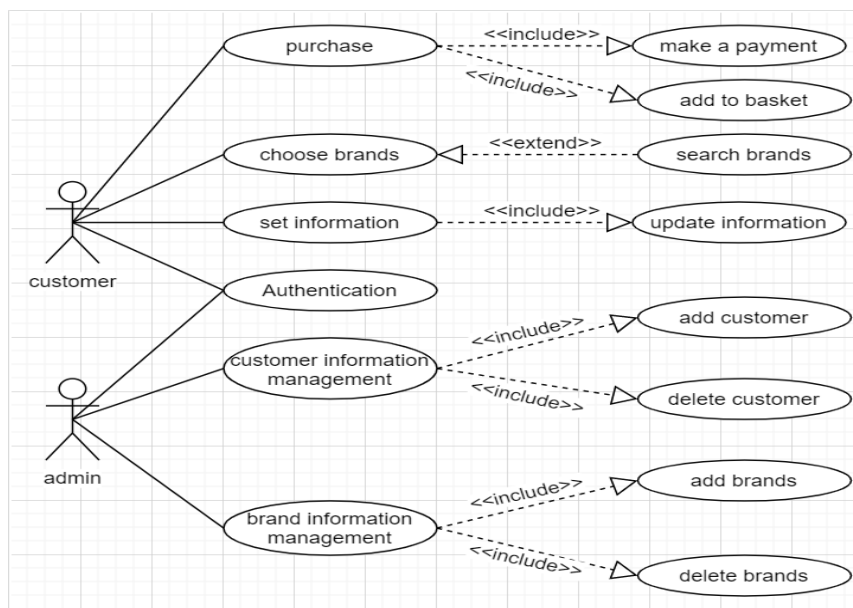 purchase
<<include>>
make a payment
<<include>>
add to basket
choose brands
<<extend>>
search brands
set information
<<include>>
update information
customer
Authentication
<<include>>
add customer
customer information
management
<<include>>
delete customer
admin
<<include>>
add brands
brand information
management
<<include>>
delete brands